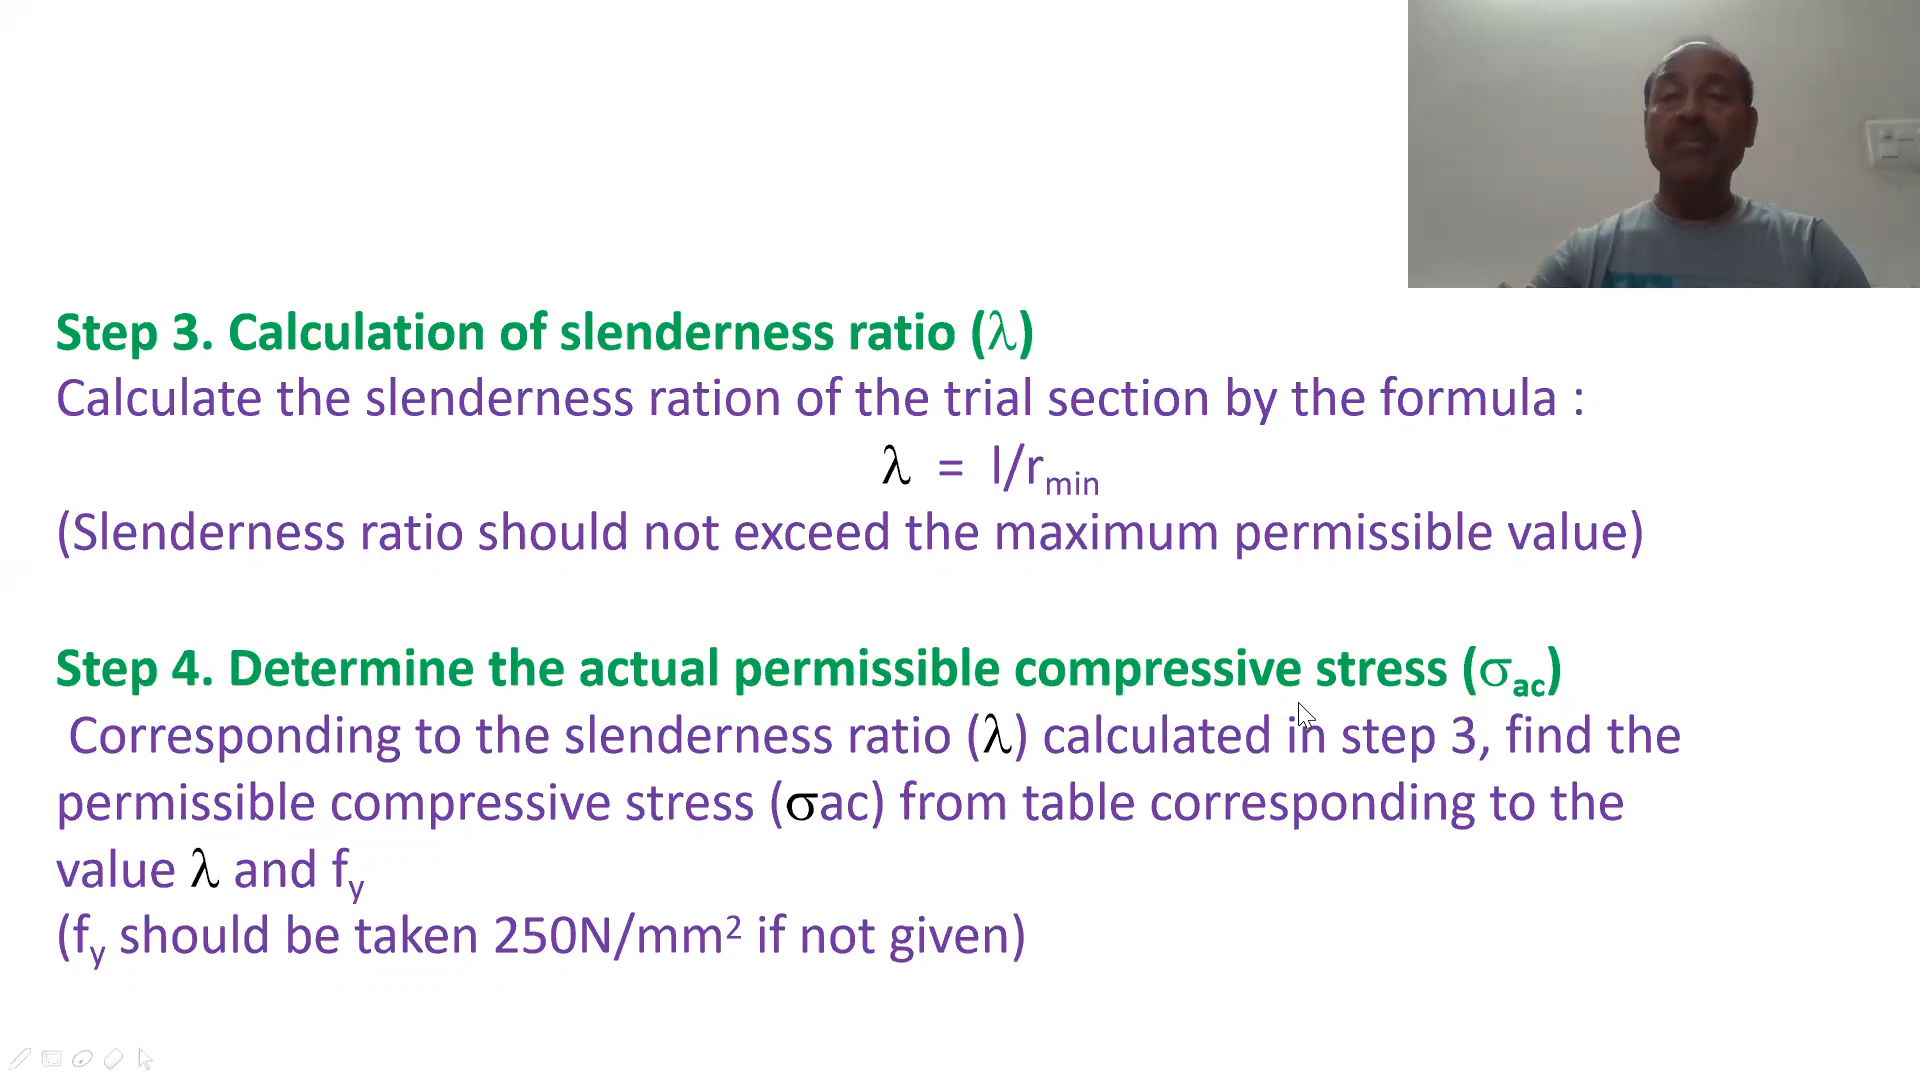 Step 3. Calculation of slenderness ratio (λ)
Calculate the slenderness ration of the trial section by the formula :
λ = l/rmin
(Slenderness ratio should not exceed the maximum permissible value)
Step 4. Determine the actual permissible compressive stress (σac)
Corresponding to the slenderness ratio (λ) calculated in step 3, find the
permissible compressive stress (σac) from table corresponding to the
value λ and fy
(fy should be taken 250N/mm² if not given)